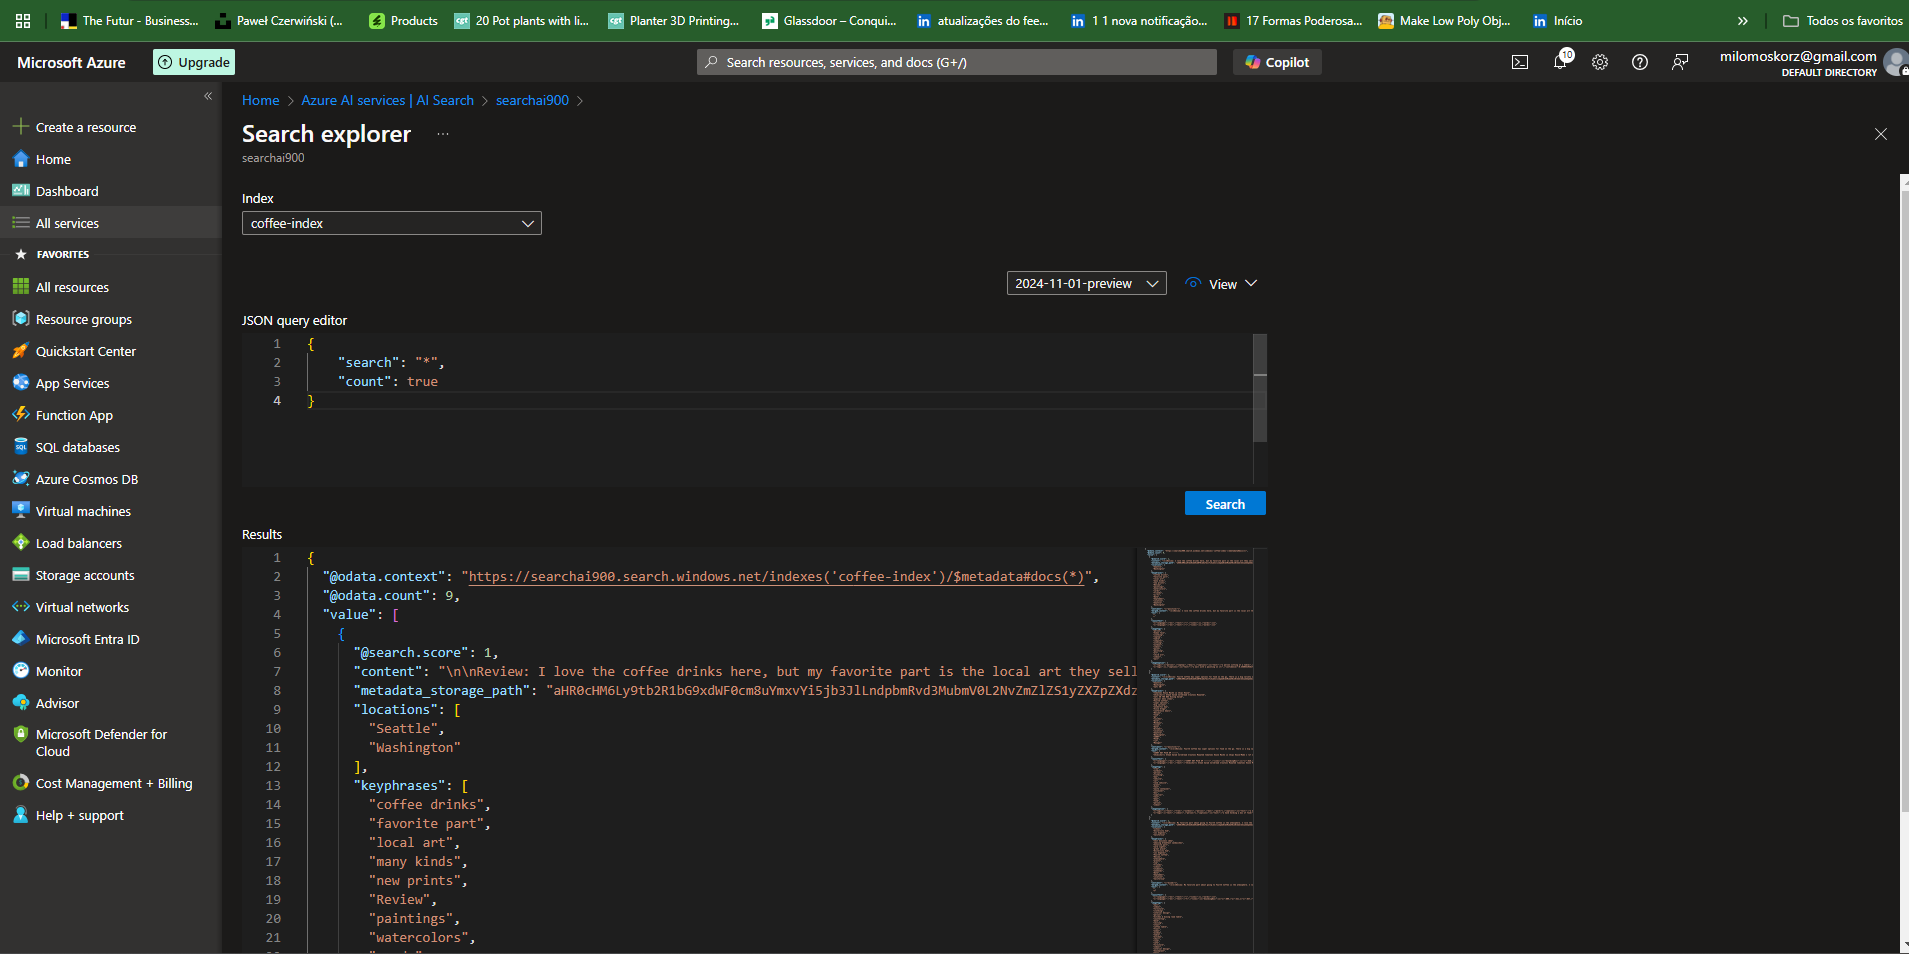 The Futur - Business... Paweł Czerwiński (... Products 20 Pot plants with li... Planter 3D Printing... Glassdoor – Conqui... atualizações do fee... 1 1 nova notificação... 17 Formas Poderosa... Make Low Poly Obj... Início » Todos os favoritos
Microsoft Azure Upgrade Search resources, services, and docs (G+/) Copilot 10 milomoskorz@gmail.com
DEFAULT DIRECTORY
«
Create a resource
Home
Dashboard
All services
FAVORITES
All resources
Resource groups
Quickstart Center
App Services
Function App
SQL databases
Azure Cosmos DB
Virtual machines
Load balancers
Storage accounts
Virtual networks
Microsoft Entra ID
Monitor
Advisor
Microsoft Defender for
Cloud
Cost Management + Billing
Help + support
Home > Azure AI services | AI Search > searchai900 >
Search explorer ...
searchai900
Index
coffee-index
2024-11-01-preview View
JSON query editor
1 {
2 "search": "*",
3 "count": true
4 }
Search
Results
1 {
2 "@odata.context": "https://searchai900.search.windows.net/indexes('coffee-index')/$metadata#docs(*)",
3 "@odata.count": 9,
4 "value": [
5 {
6 "@search.score": 1,
7 "content": "\n\nReview: I love the coffee drinks here, but my favorite part is the local art they sell
8 "metadata_storage_path": "aHR0cHM6Ly9tb2R1bG9xdWF0cm8uYmxvYi5jb3JlLndpbmRvd3MubmV0L2NvZmZlZS1yZXZpZXdz
9 "locations": [
10 "Seattle",
11 "Washington"
12 ],
13 "keyphrases": [
14 "coffee drinks",
15 "favorite part",
16 "local art",
17 "many kinds",
18 "new prints",
19 "Review",
20 "paintings",
21 "watercolors",